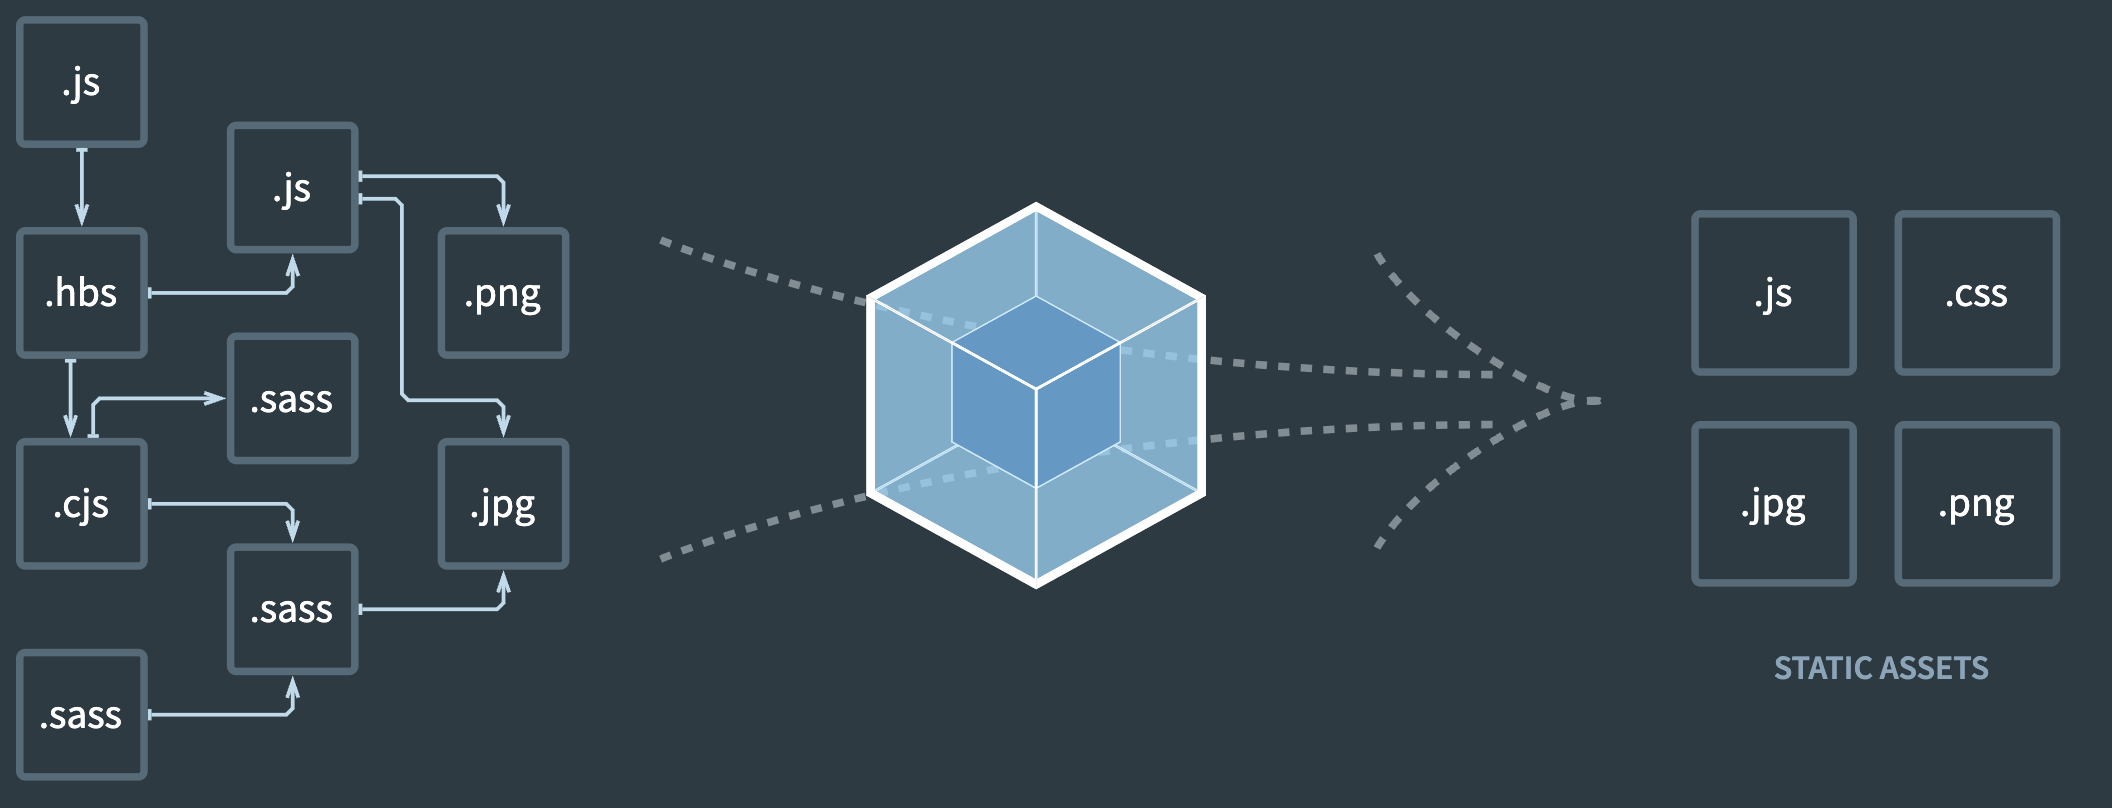 .js
.js
.hbs
.png
.sass
.cjs
.jpg
.sass
.sass
.js
.css
.jpg
.png
STATIC ASSETS